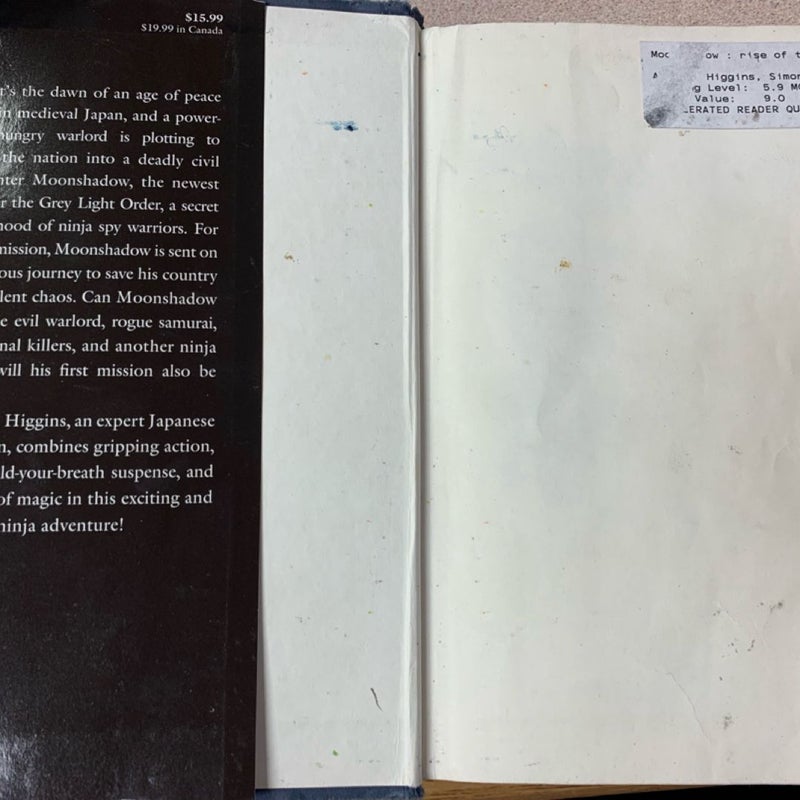 $15.99
$19.99 in Canada
t's the dawn of an age of peace
n medieval Japan, and a power-
hungry warlord is plotting to
the nation into a deadly civil
nter Moonshadow, the newest
r the Grey Light Order, a secret
hood of ninja spy warriors. For
mission, Moonshadow is sent on
ous journey to save his country
lent chaos. Can Moonshadow
e evil warlord, rogue samurai,
nal killers, and another ninja
will his first mission also be
Higgins, an expert Japanese
n, combines gripping action,
ld-your-breath suspense, and
of magic in this exciting and
ninja adventure!
Moo ow : rise of t
Higgins, Simon
g Level: 5.9 M
Value: 9.0
LERATED READER QU